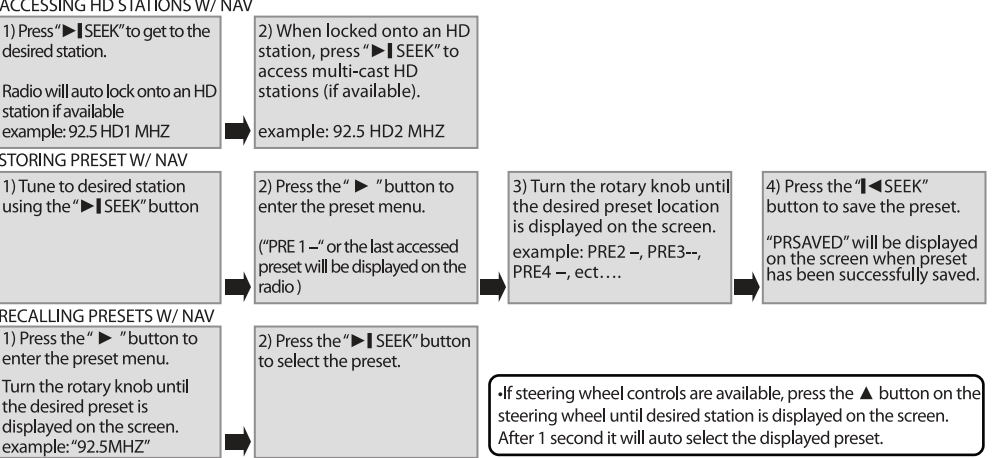 ACCESSING HD STATIONS W/ NAV
1) Press "►▌SEEK" to get to the
desired station.
Radio will auto lock onto an HD
station if available
example: 92.5 HD1 MHZ
2) When locked onto an HD
station, press "►▌SEEK" to
access multi-cast HD
stations (if available).
example: 92.5 HD2 MHZ
STORING PRESET W/ NAV
1) Tune to desired station
using the "►▌SEEK" button
2) Press the " ► " button to
enter the preset menu.
("PRE 1 –" or the last accessed
preset will be displayed on the
radio )
3) Turn the rotary knob until
the desired preset location
is displayed on the screen.
example: PRE2 –, PRE3--,
PRE4 –, ect....
4) Press the "▌◄SEEK"
button to save the preset.
"PRSAVED" will be displayed
on the screen when preset
has been successfully saved.
RECALLING PRESETS W/ NAV
1) Press the " ► " button to
enter the preset menu.
Turn the rotary knob until
the desired preset is
displayed on the screen.
example: "92.5MHZ"
2) Press the "►▌SEEK" button
to select the preset.
•If steering wheel controls are available, press the ▲ button on the
steering wheel until desired station is displayed on the screen.
After 1 second it will auto select the displayed preset.